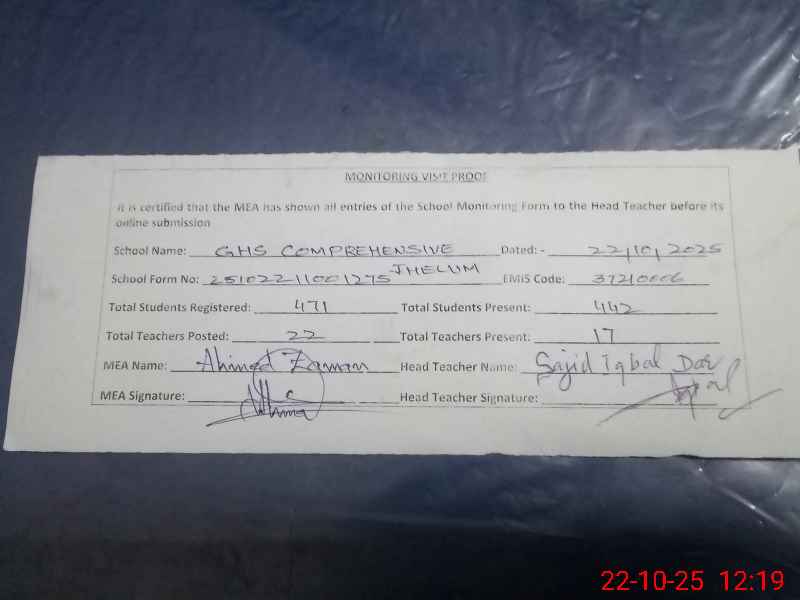 MONITORING VISIT PROOF
It is certified that the MEA has shown all entries of the School Monitoring Form to the Head Teacher before its
online submission
School Name: GHS COMPREHENSIVE Dated: - 22,10,2025
JHELUM
School Form No: 2510221001275 EMIS Code: 37210006
Total Students Registered: 471 Total Students Present: 442
Total Teachers Posted: 22 Total Teachers Present: 17
MEA Name: Ahmed Zaman Head Teacher Name: Sajid Iqbal Dar
MEA Signature: Head Teacher Signature:
22-10-25 12:19